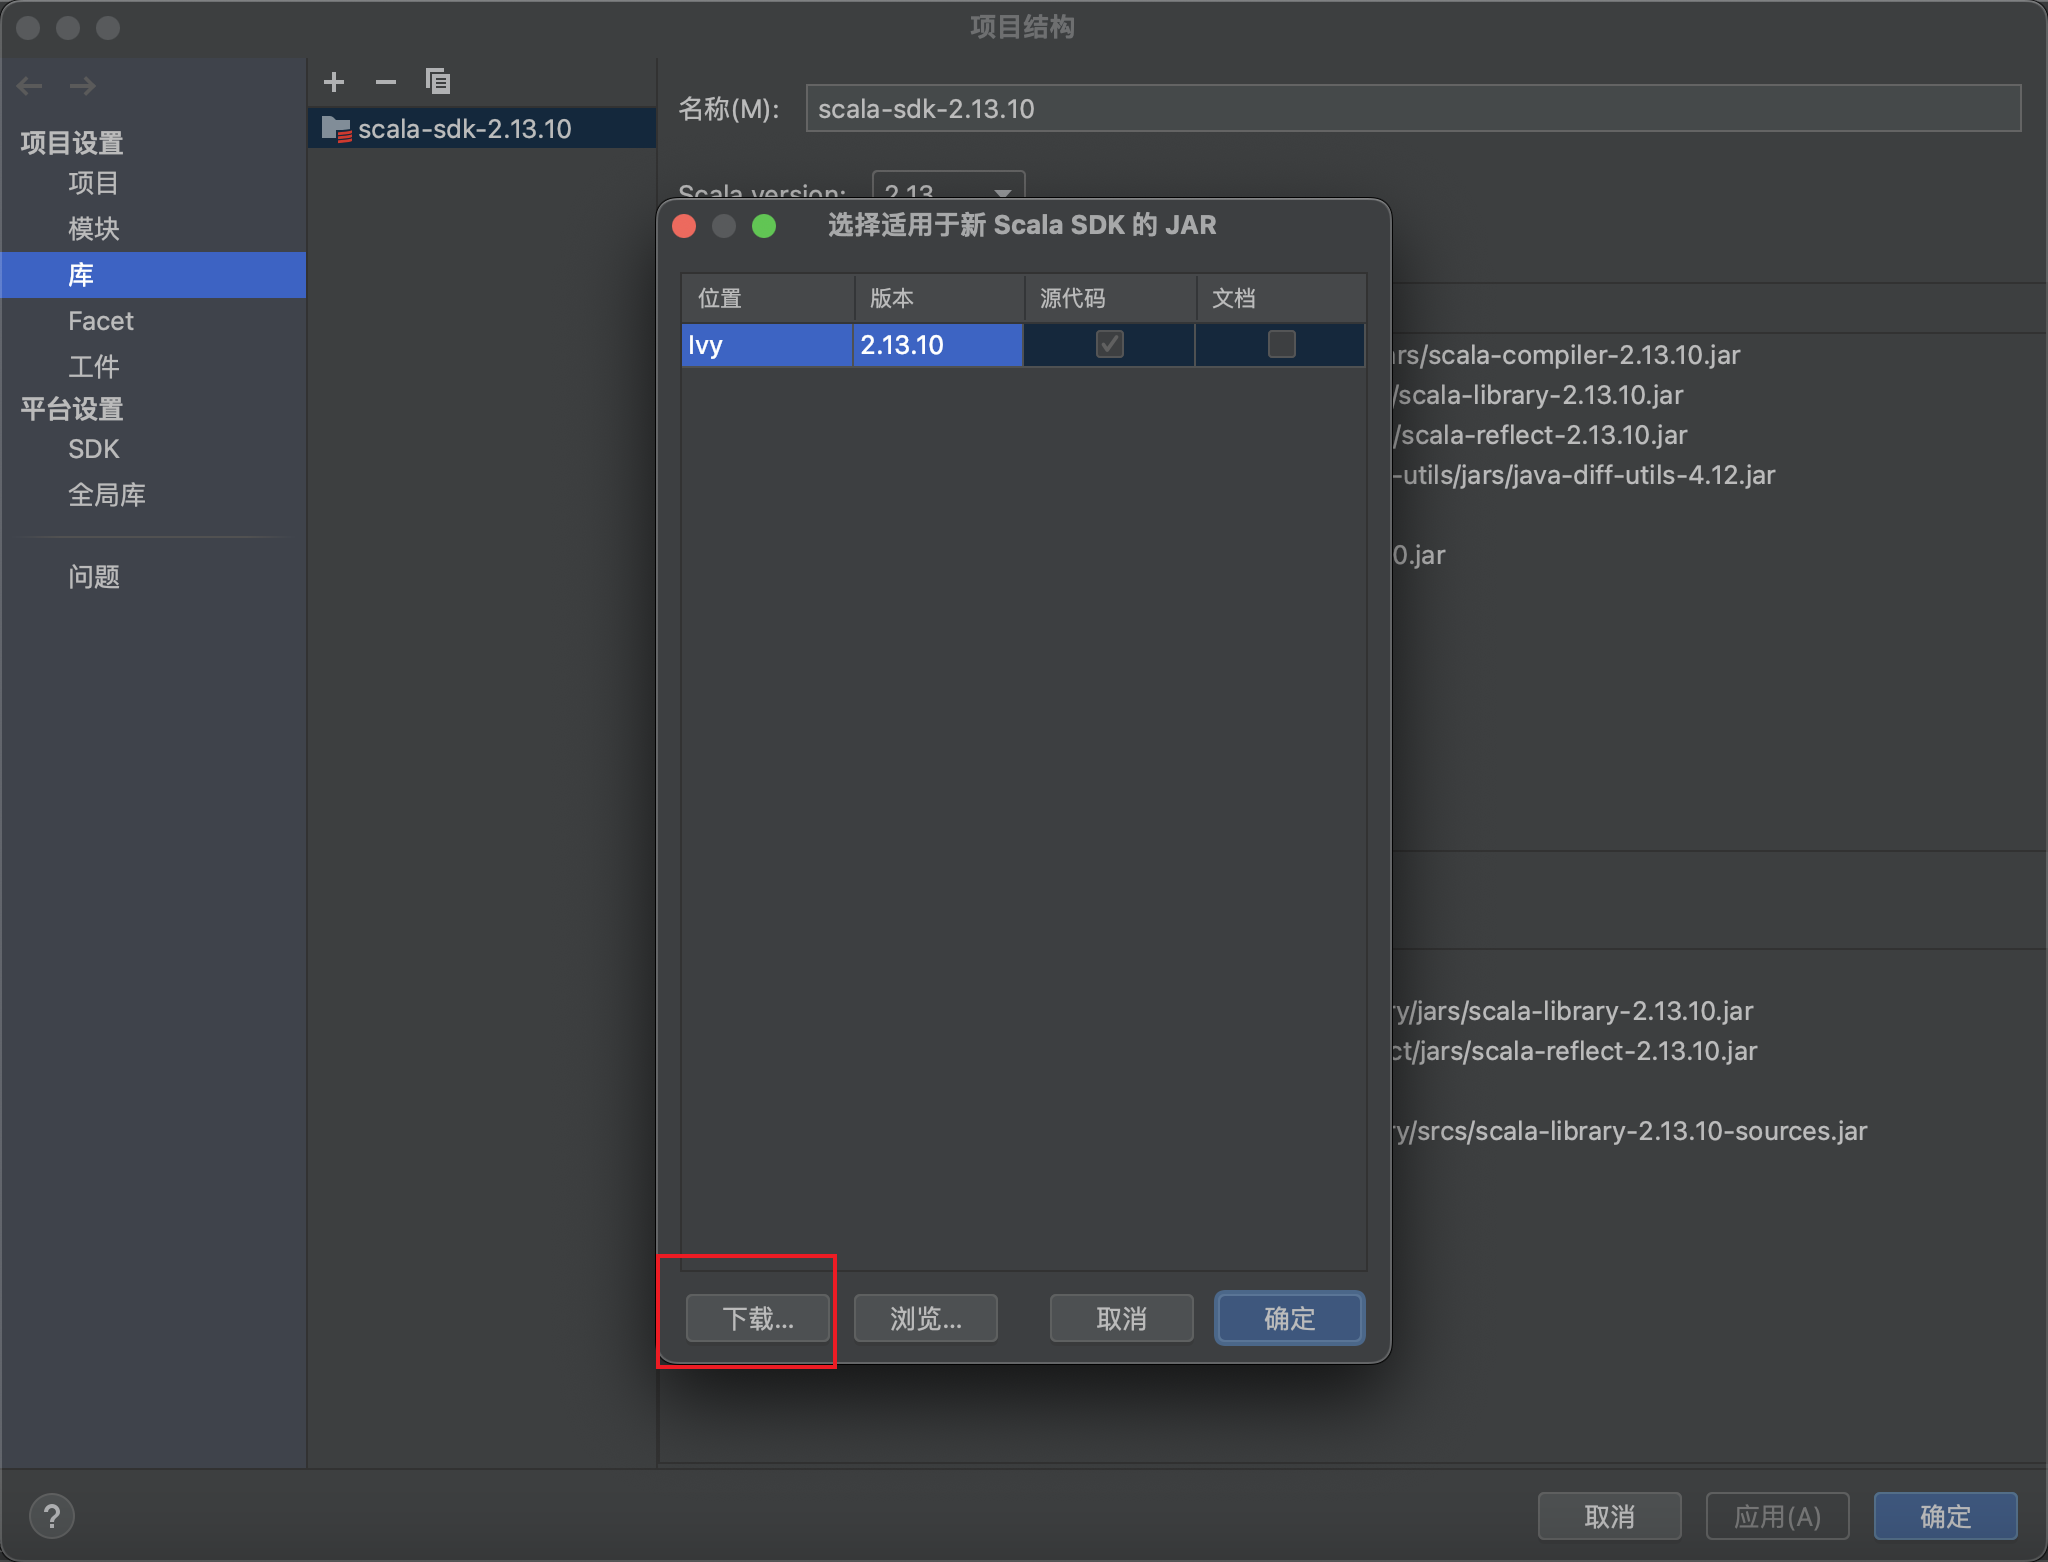 项目结构
项目设置
项目
模块
库
Facet
工件
平台设置
SDK
全局库
问题
scala-sdk-2.13.10
名称(M):
scala-sdk-2.13.10
Scala version:
2.13
选择适用于新 Scala SDK 的 JAR
位置
版本
源代码
文档
Ivy
2.13.10
rs/scala-compiler-2.13.10.jar
/scala-library-2.13.10.jar
/scala-reflect-2.13.10.jar
-utils/jars/java-diff-utils-4.12.jar
0.jar
y/jars/scala-library-2.13.10.jar
ct/jars/scala-reflect-2.13.10.jar
y/srcs/scala-library-2.13.10-sources.jar
下载...
浏览...
取消
确定
?
取消
应用(A)
确定